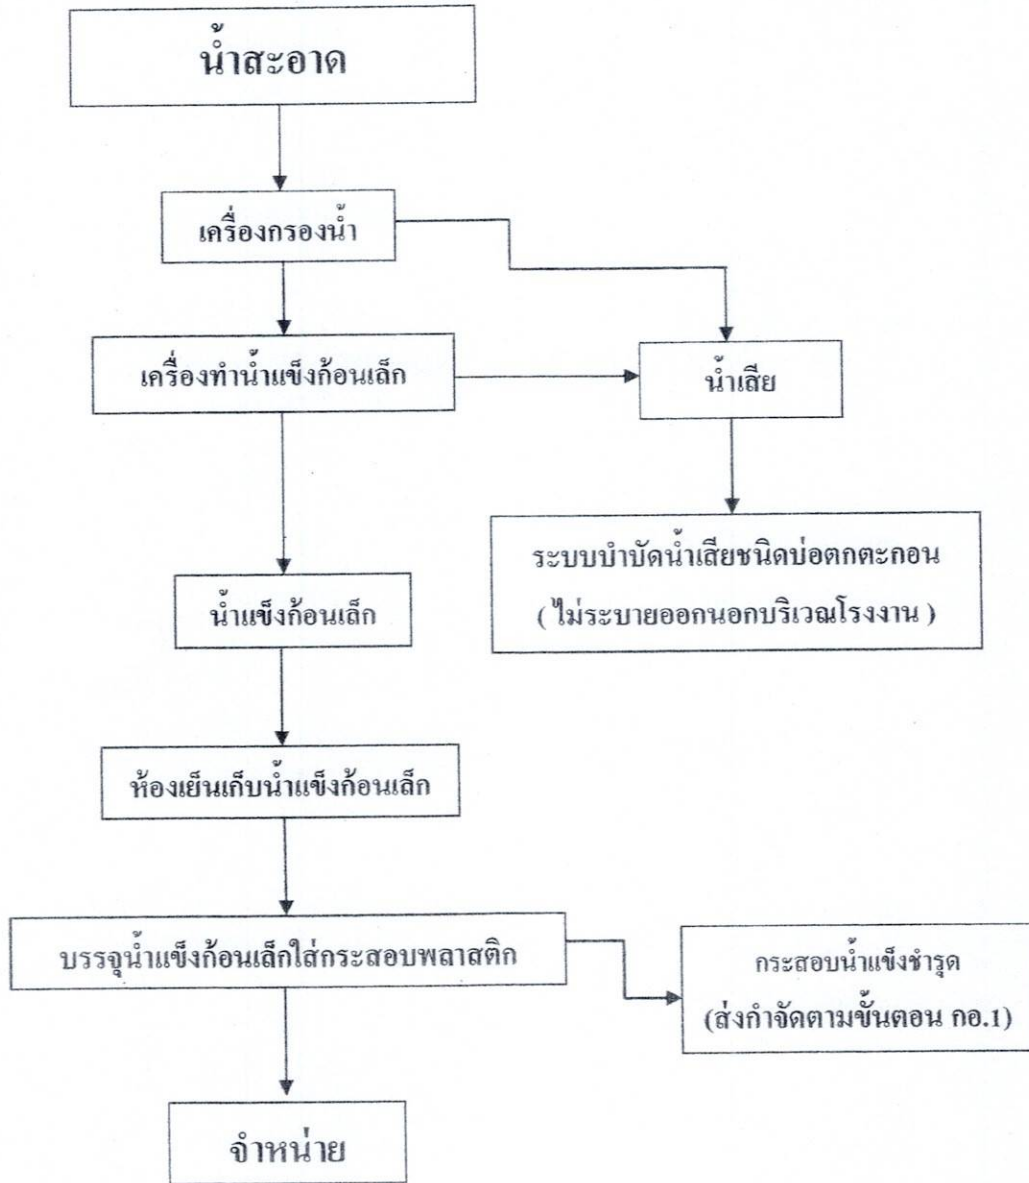 น้ำสะอาด
เครื่องกรองน้ำ
เครื่องทำน้ำแข็งก้อนเล็ก
น้ำเสีย
ระบบบำบัดน้ำเสียชนิดบ่อตกตะกอน
( ไม่ระบายออกนอกบริเวณโรงงาน )
น้ำแข็งก้อนเล็ก
ห้องเย็นเก็บน้ำแข็งก้อนเล็ก
บรรจุน้ำแข็งก้อนเล็กใส่กระสอบพลาสติก
กระสอบน้ำแข็งชำรุด
(ส่งกำจัดตามขั้นตอน กอ.1)
จำหน่าย